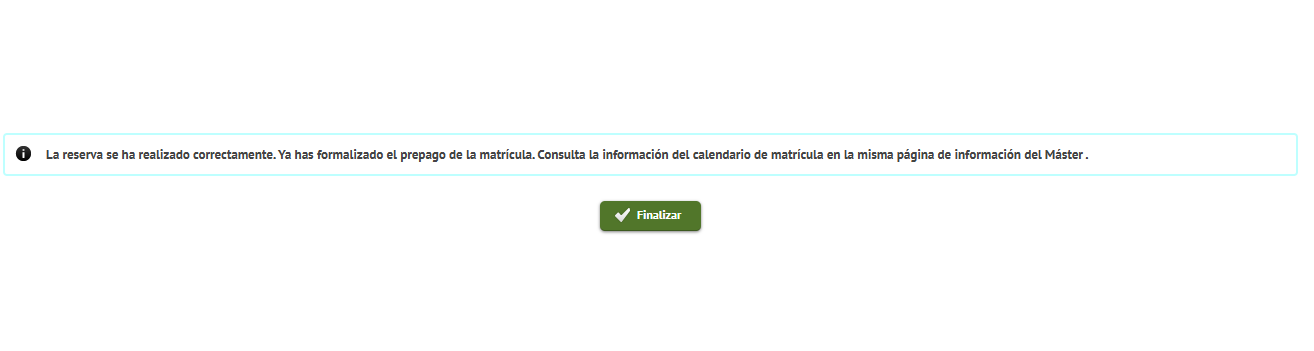 La reserva se ha realizado correctamente. Ya has formalizado el prepago de la matrícula. Consulta la información del calendario de matrícula en la misma página de información del Máster .
Finalizar